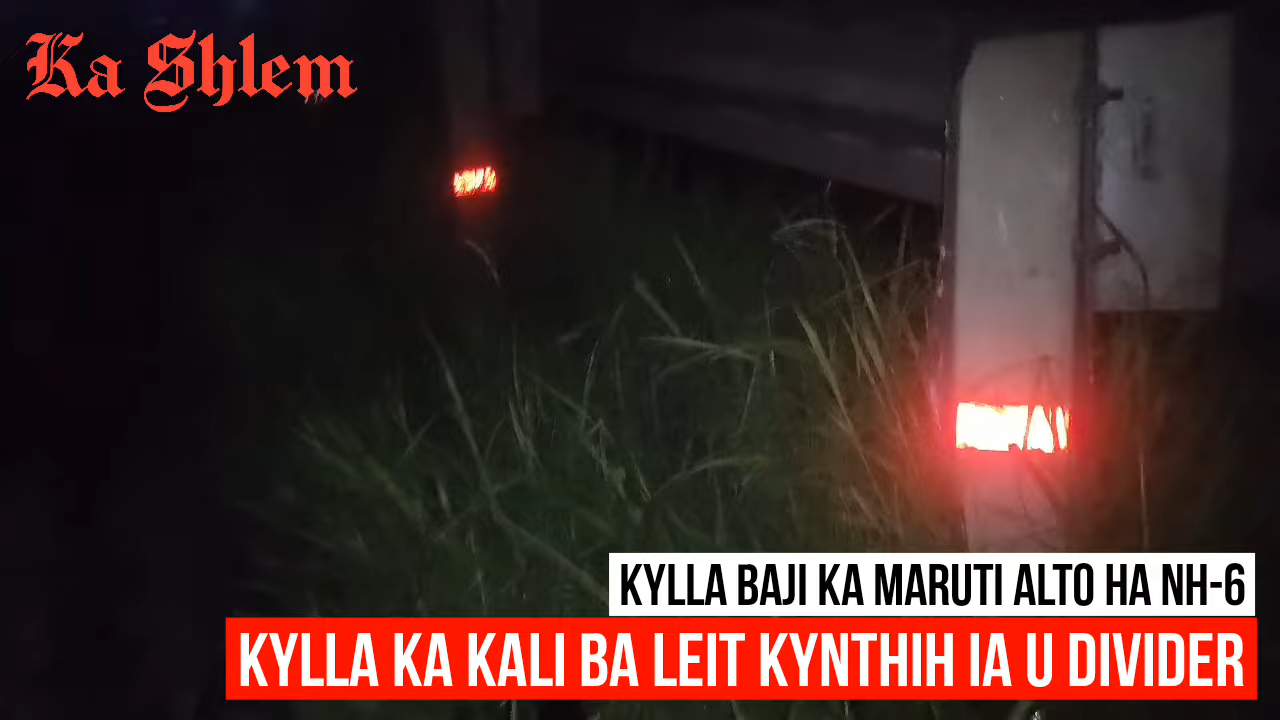 Ka Shlem
KYLLA BAJI KA MARUTI ALTO HA NH-6
KYLLA KA KALI BA LEIT KYNTHIH IA U DIVIDER